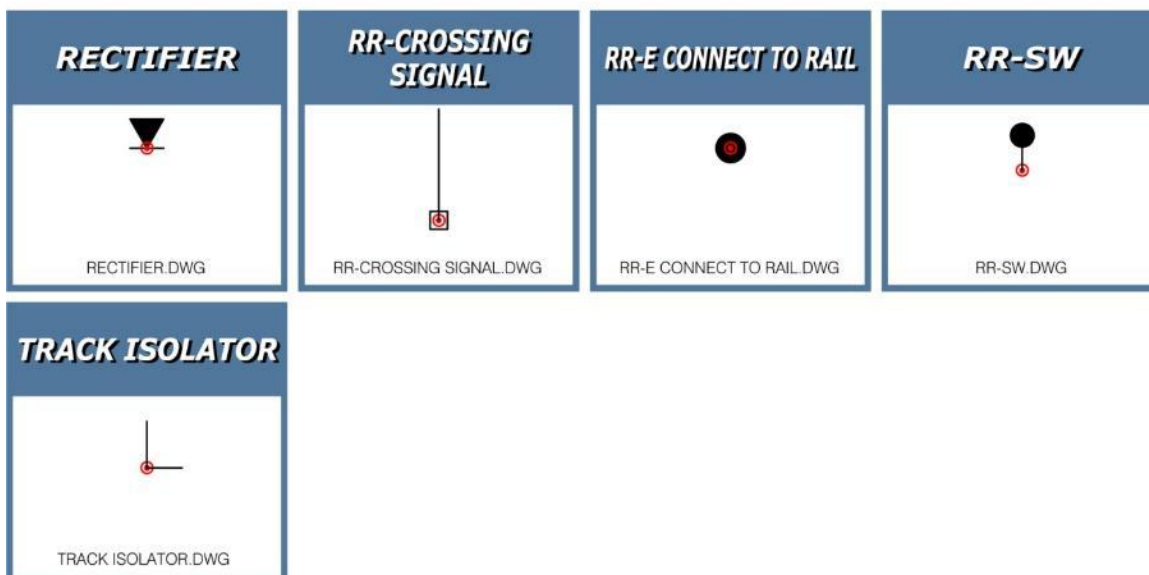 RECTIFIER
RECTIFIER.DWG
RR-CROSSING
SIGNAL
RR-CROSSING SIGNAL.DWG
RR-E CONNECT TO RAIL
RR-E CONNECT TO RAIL.DWG
RR-SW
RR-SW.DWG
TRACK ISOLATOR
TRACK ISOLATOR.DWG